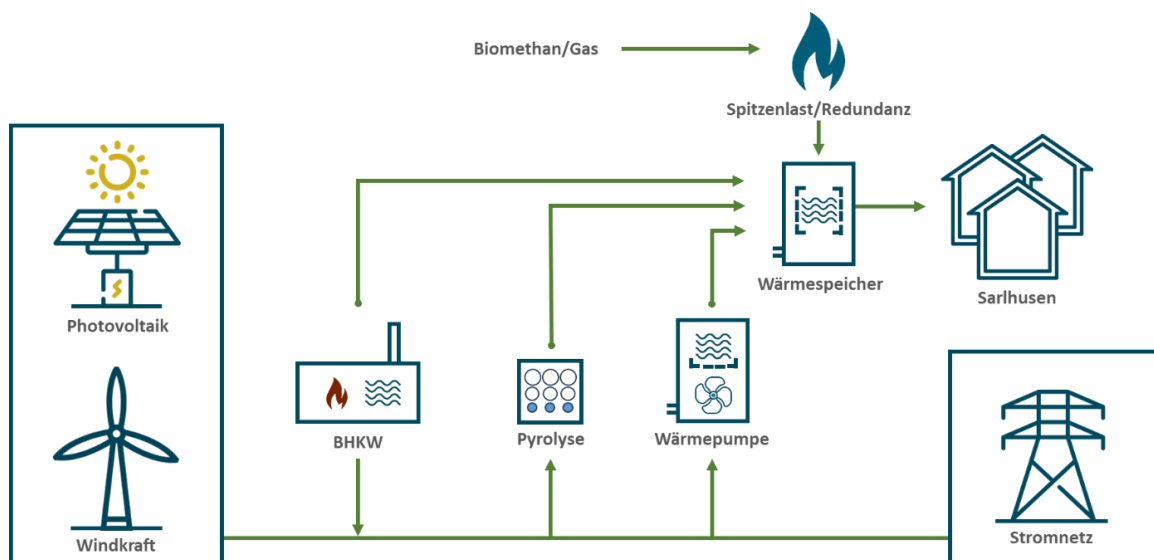 Biomethan/Gas
Spitzenlast/Redundanz
Wärmespeicher
Sarlhusen
Photovoltaik
BHKW
Pyrolyse
Wärmepumpe
Windkraft
Stromnetz